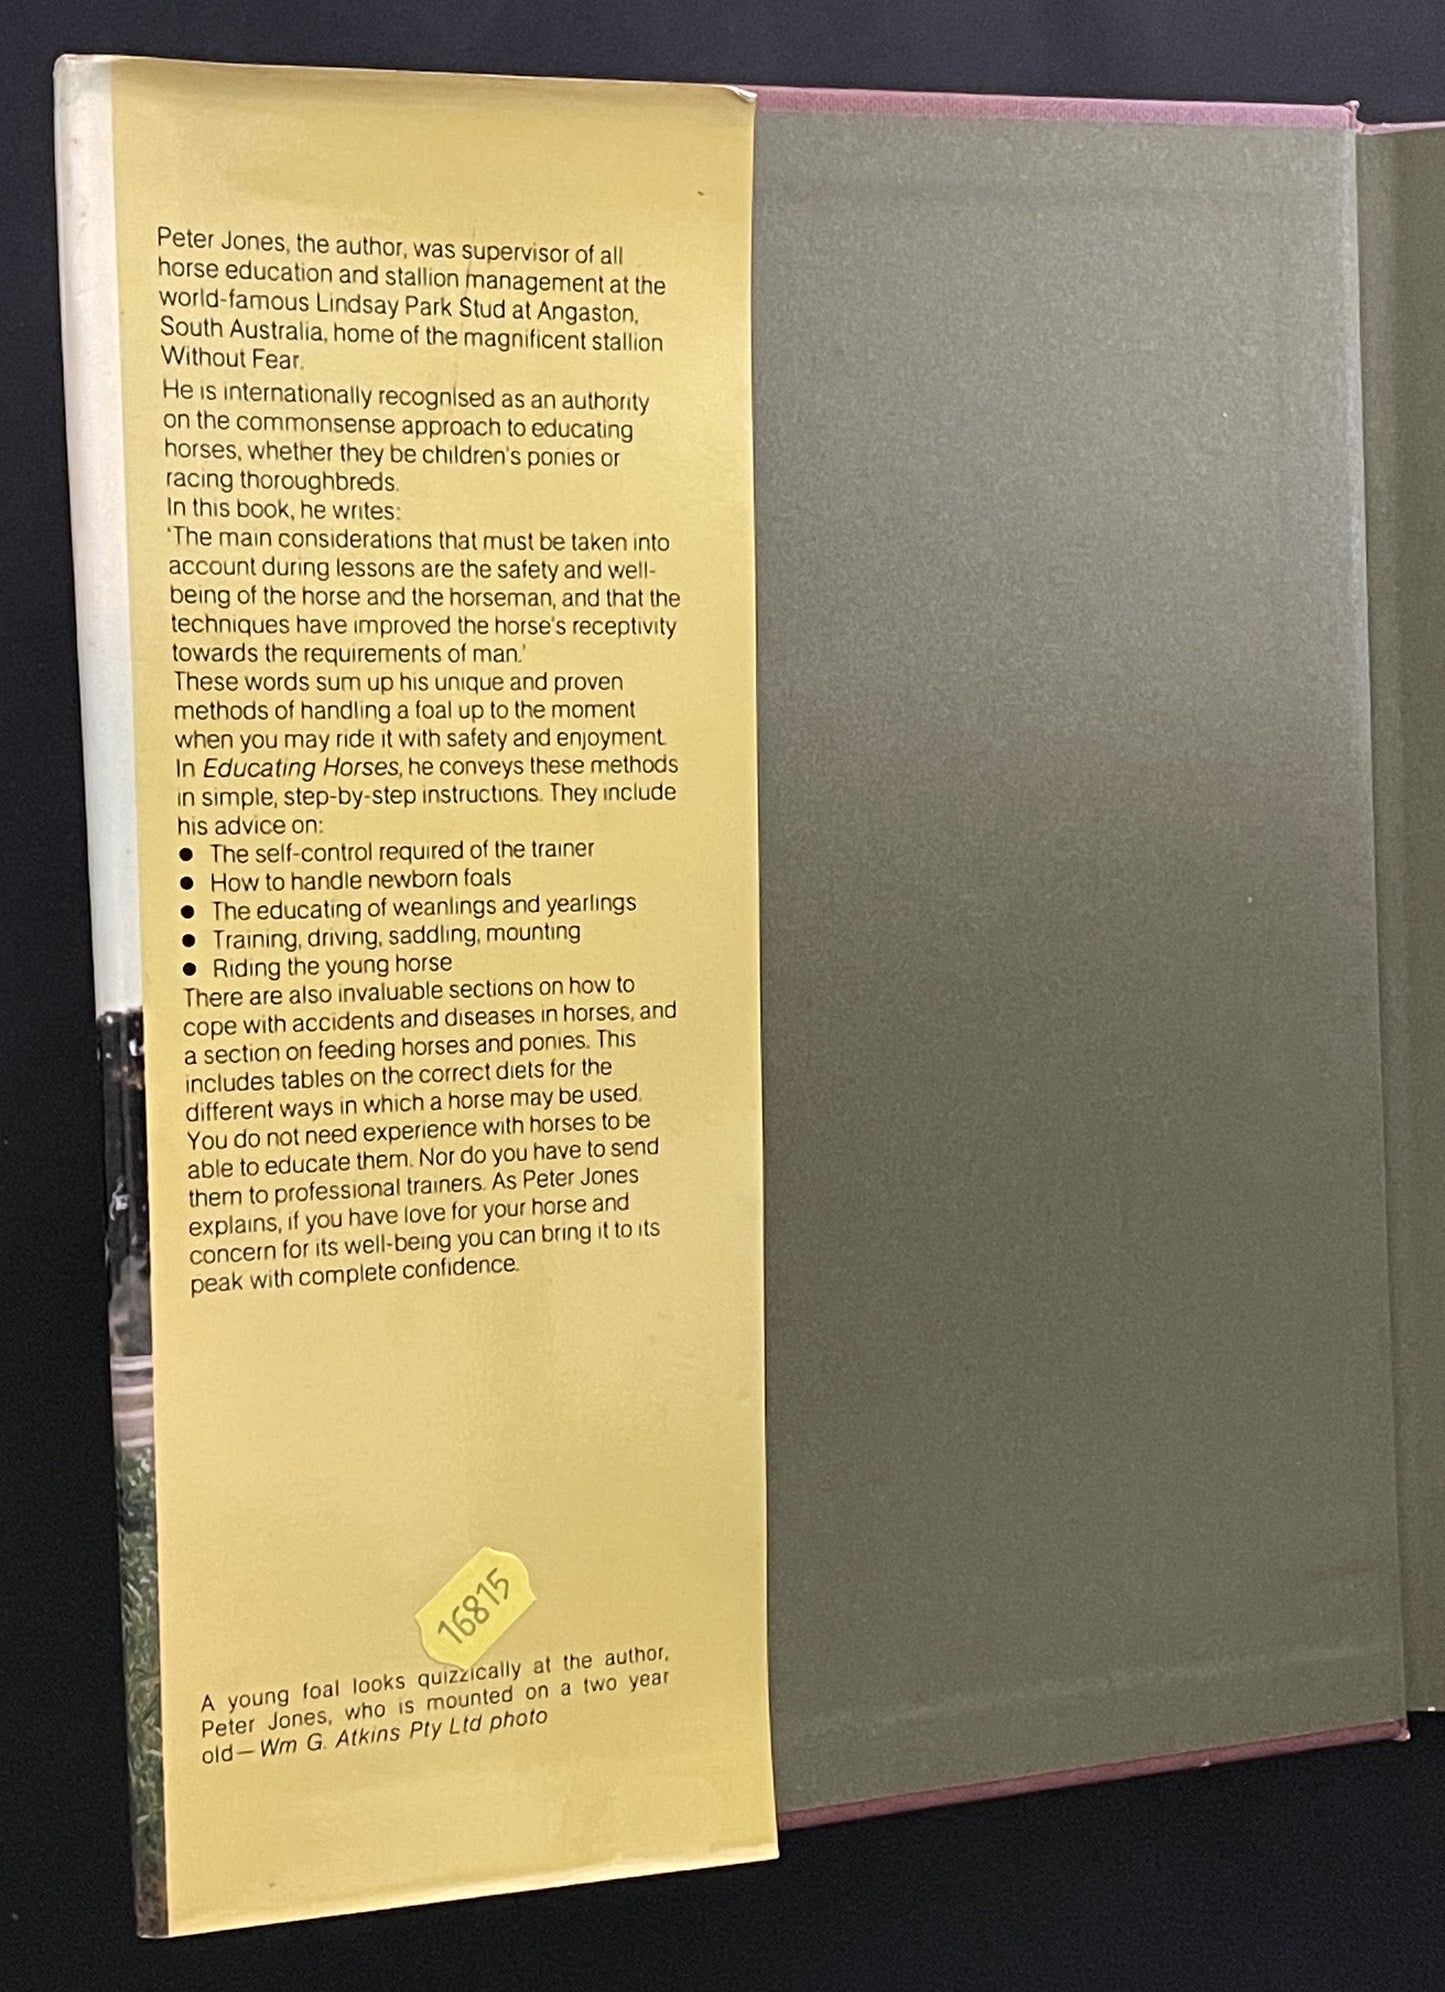 Peter Jones, the author, was supervisor of all
horse education and stallion management at the
world-famous Lindsay Park Stud at Angaston,
South Australia, home of the magnificent stallion
Without Fear.
He is internationally recognised as an authority
on the commonsense approach to educating
horses, whether they be children's ponies or
racing thoroughbreds.
In this book, he writes:
'The main considerations that must be taken into
account during lessons are the safety and well-
being of the horse and the horseman, and that the
techniques have improved the horse's receptivity
towards the requirements of man.'
These words sum up his unique and proven
methods of handling a foal up to the moment
when you may ride it with safety and enjoyment.
In Educating Horses, he conveys these methods
in simple, step-by-step instructions. They include
his advice on:
● The self-control required of the trainer
● How to handle newborn foals
● The educating of weanlings and yearlings
● Training, driving, saddling, mounting
● Riding the young horse
There are also invaluable sections on how to
cope with accidents and diseases in horses, and
a section on feeding horses and ponies. This
includes tables on the correct diets for the
different ways in which a horse may be used.
You do not need experience with horses to be
able to educate them. Nor do you have to send
them to professional trainers. As Peter Jones
explains, if you have love for your horse and
concern for its well-being you can bring it to its
peak with complete confidence.
16815
A young foal looks quizzically at the author,
Peter Jones, who is mounted on a two year
old—Wm G. Atkins Pty Ltd photo